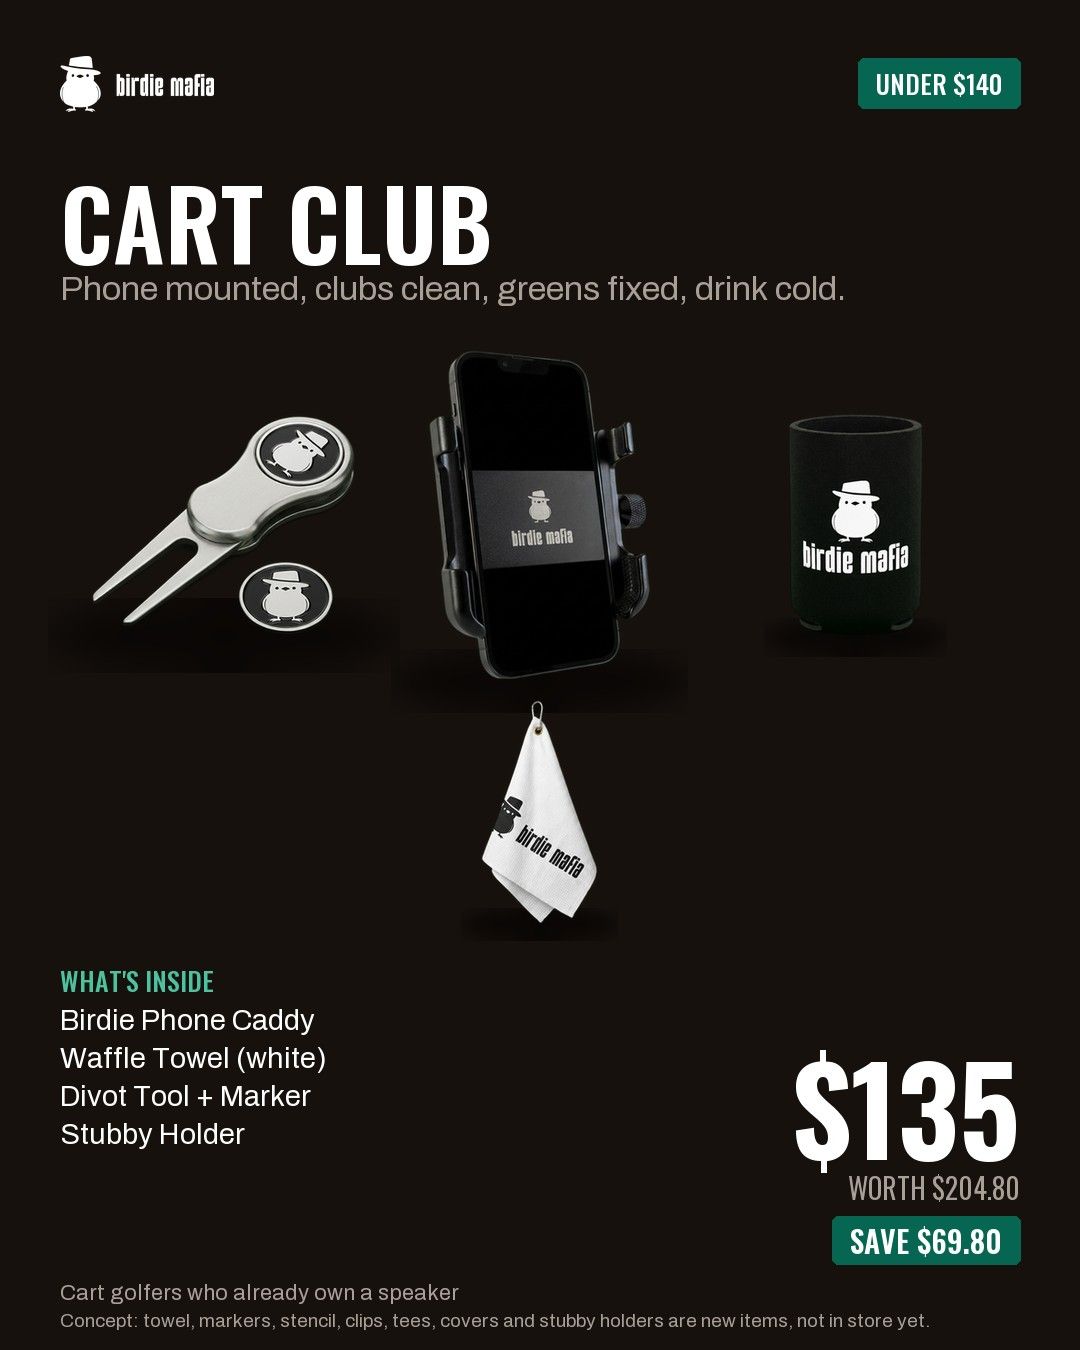 birdie mafia
UNDER $140
CART CLUB
Phone mounted, clubs clean, greens fixed, drink cold.
birdie mafia
birdie mafia
birdie mafia
WHAT'S INSIDE
Birdie Phone Caddy
Waffle Towel (white)
Divot Tool + Marker
Stubby Holder
$135
WORTH $204.80
SAVE $69.80
Cart golfers who already own a speaker
Concept: towel, markers, stencil, clips, tees, covers and stubby holders are new items, not in store yet.